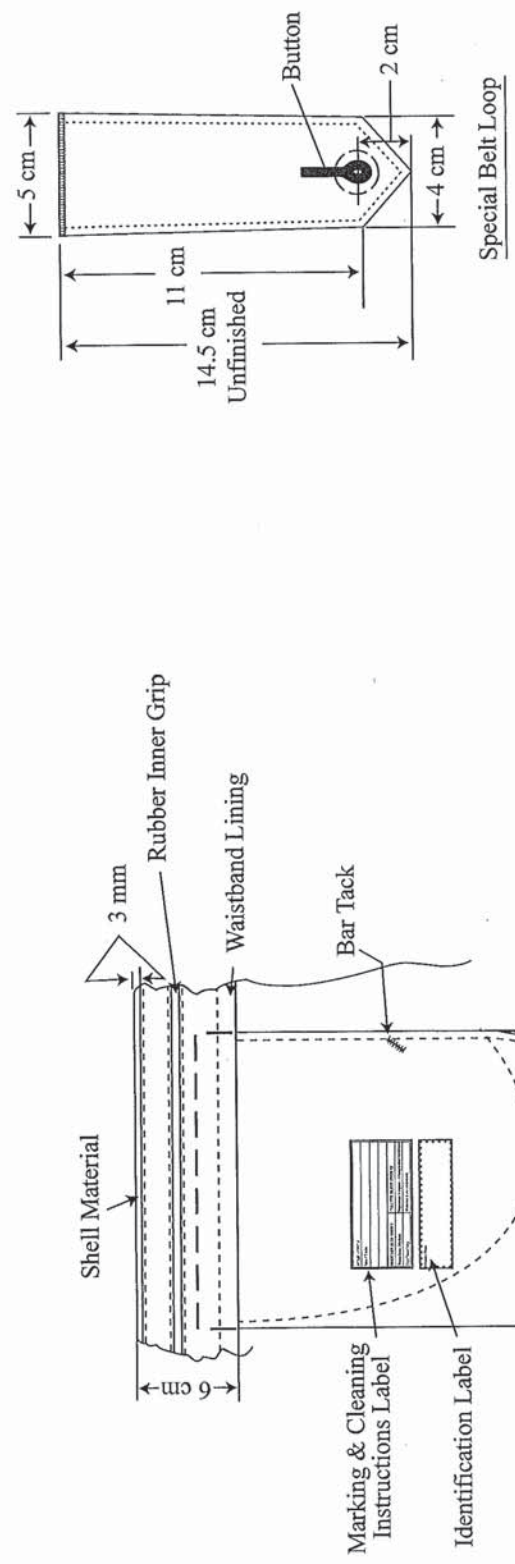 Shell Material
3 mm
Rubber Inner Grip
6 cm
Waistband Lining
Bar Tack
Marking & Cleaning
Instructions Label
Identification Label
5 cm
11 cm
14.5 cm
Unfinished
Button
2 cm
4 cm
Special Belt Loop